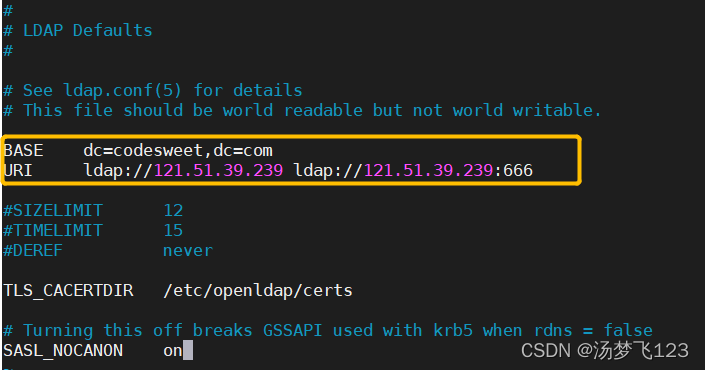 #
# LDAP Defaults
#
# See ldap.conf(5) for details
# This file should be world readable but not world writable.
BASE    dc=codesweet,dc=com
URI     ldap://121.51.39.239 ldap://121.51.39.239:666
#SIZELIMIT      12
#TIMELIMIT      15
#DEREF          never
TLS_CACERTDIR   /etc/openldap/certs
# Turning this off breaks GSSAPI used with krb5 when rdns = false
SASL_NOCANON    on
CSDN @汤梦飞123